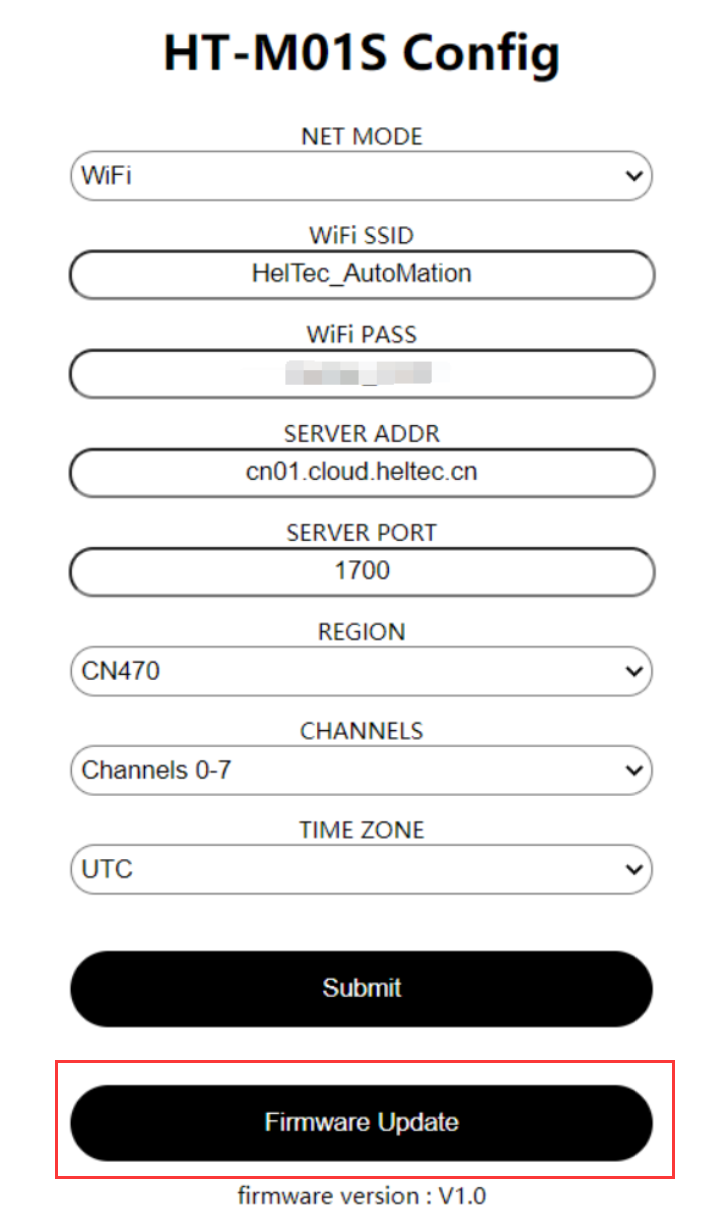 HT-M01S Config
NET MODE
WiFi
WiFi SSID
HelTec_AutoMation
WiFi PASS
SERVER ADDR
cn01.cloud.heltec.cn
SERVER PORT
1700
REGION
CN470
CHANNELS
Channels 0-7
TIME ZONE
UTC
Submit
Firmware Update
firmware version : V1.0